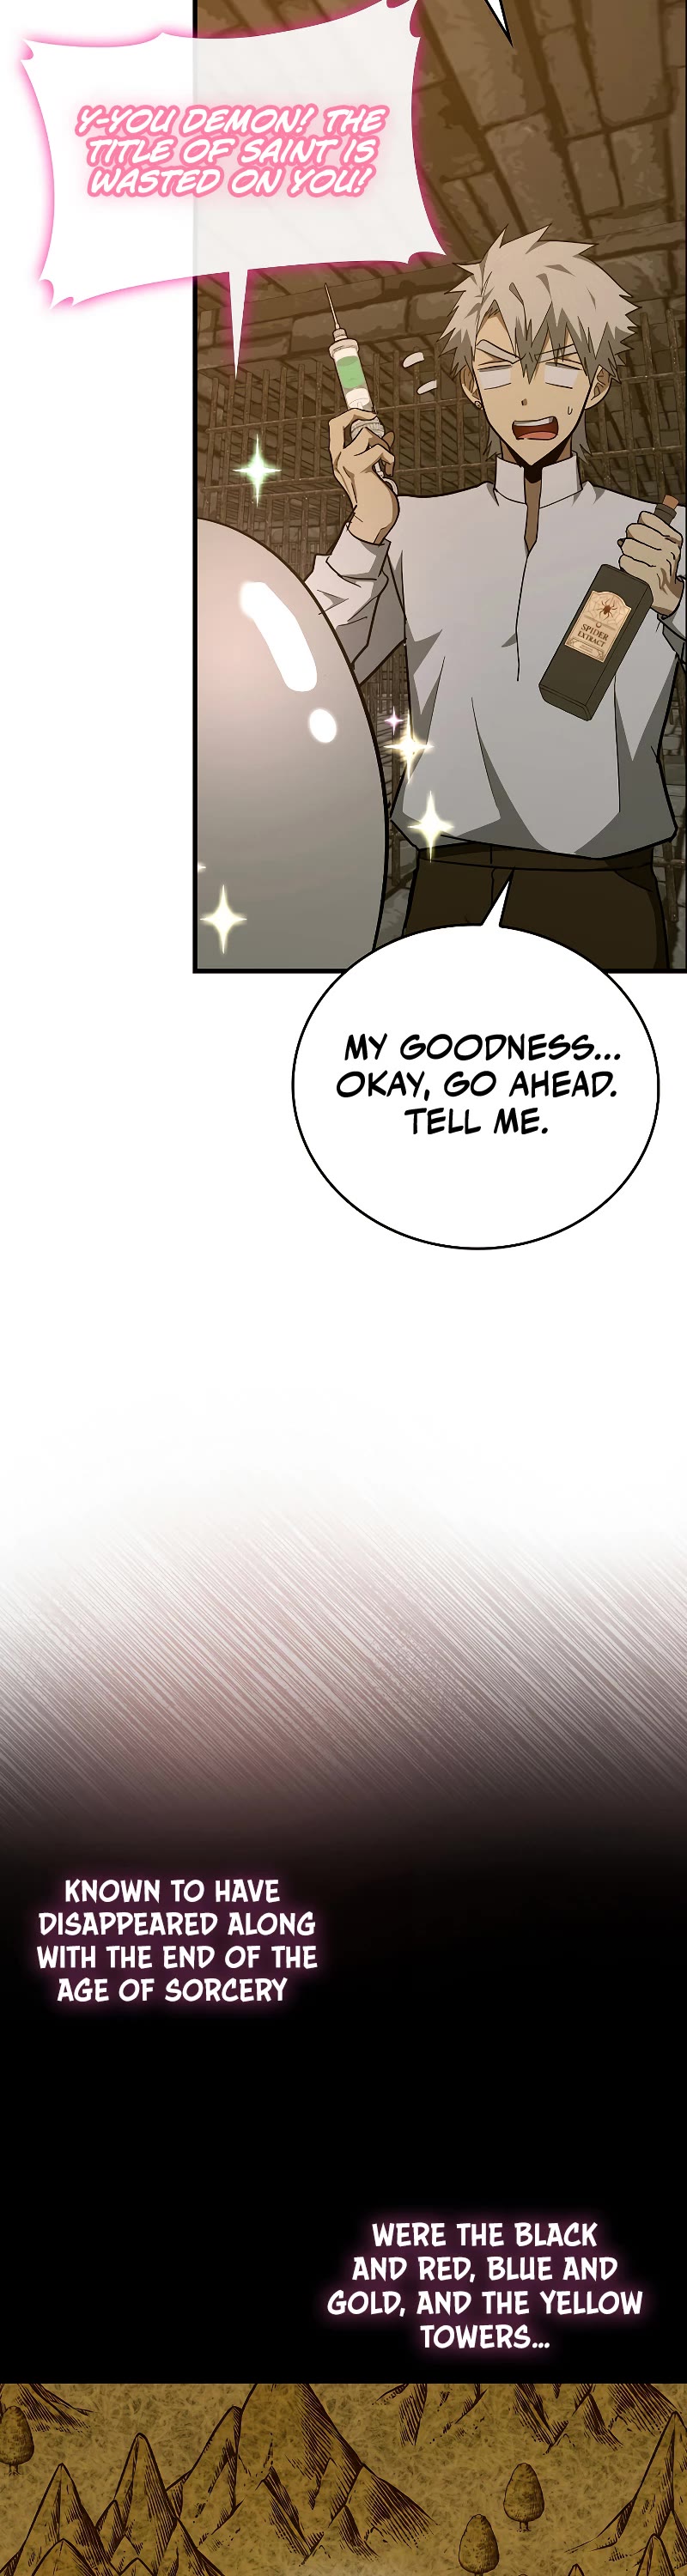 Y-YOU DEMON! THE
TITLE OF SAINT IS
WASTED ON YOU!
SPIDER
EXTRACT
MY GOODNESS...
OKAY, GO AHEAD.
TELL ME.
KNOWN TO HAVE
DISAPPEARED ALONG
WITH THE END OF THE
AGE OF SORCERY
WERE THE BLACK
AND RED, BLUE AND
GOLD, AND THE YELLOW
TOWERS...